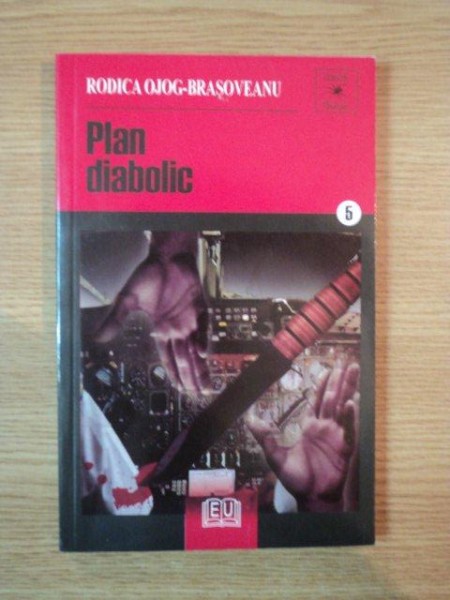 RODICA OJOG-BRAȘOVEANU
Plan
diabolic
5
EU